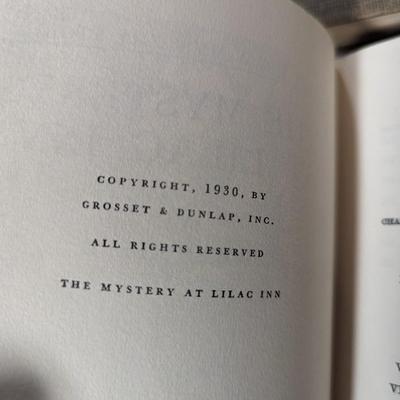 COPYRIGHT, 1930, BY
GROSSET & DUNLAP, INC.
ALL RIGHTS RESERVED
THE MYSTERY AT LILAC INN